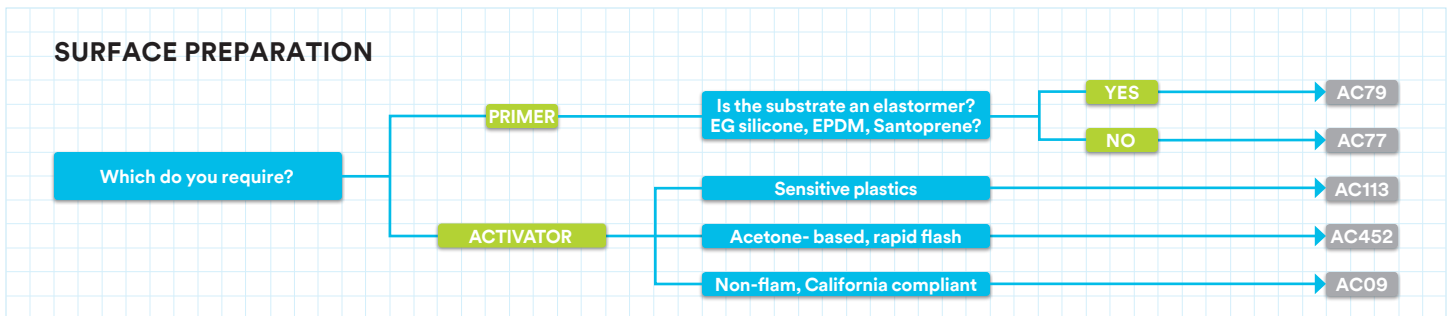 SURFACE PREPARATION
Which do you require?
PRIMER
Is the substrate an elastormer?
EG silicone, EPDM, Santoprene?
YES
AC79
NO
AC77
ACTIVATOR
Sensitive plastics
AC113
Acetone- based, rapid flash
AC452
Non-flam, California compliant
AC09